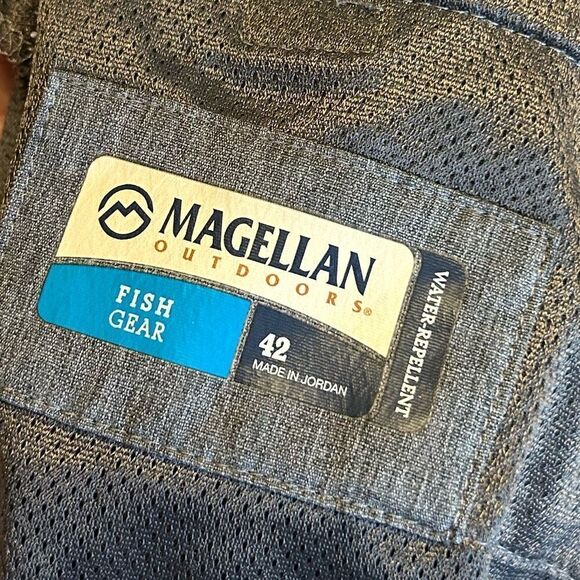 MAGELLAN
OUTDOORS®
FISH
GEAR
42
MADE IN JORDAN
WATER-REPELLENT